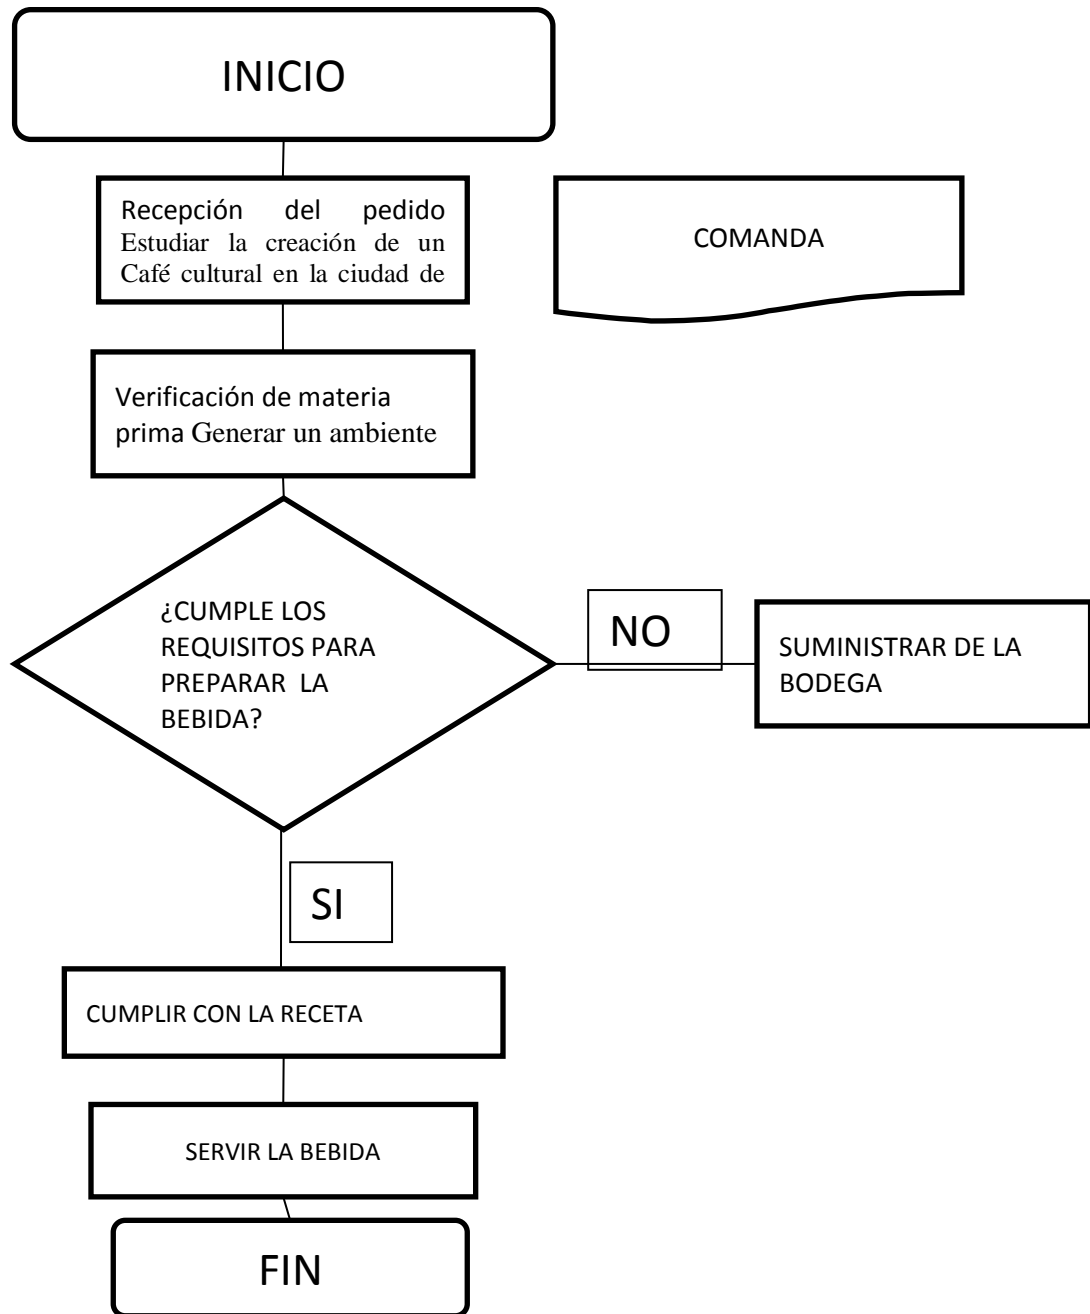 INICIO
Recepción del pedido
Estudiar la creación de un
Café cultural en la ciudad de
COMANDA
Verificación de materia
prima Generar un ambiente
¿CUMPLE LOS
REQUISITOS PARA
PREPARAR LA
BEBIDA?
NO
SUMINISTRAR DE LA
BODEGA
SI
CUMPLIR CON LA RECETA
SERVIR LA BEBIDA
FIN